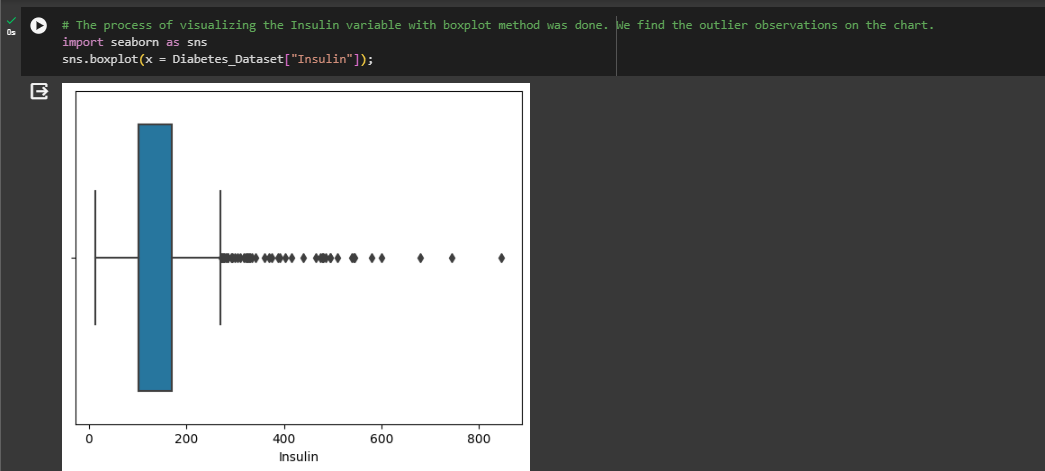 # The process of visualizing the Insulin variable with boxplot method was done. We find the outlier observations on the chart.
import seaborn as sns
0s
sns.boxplot(x = Diabetes_Dataset["Insulin"]);
0 200 400 600 800
Insulin